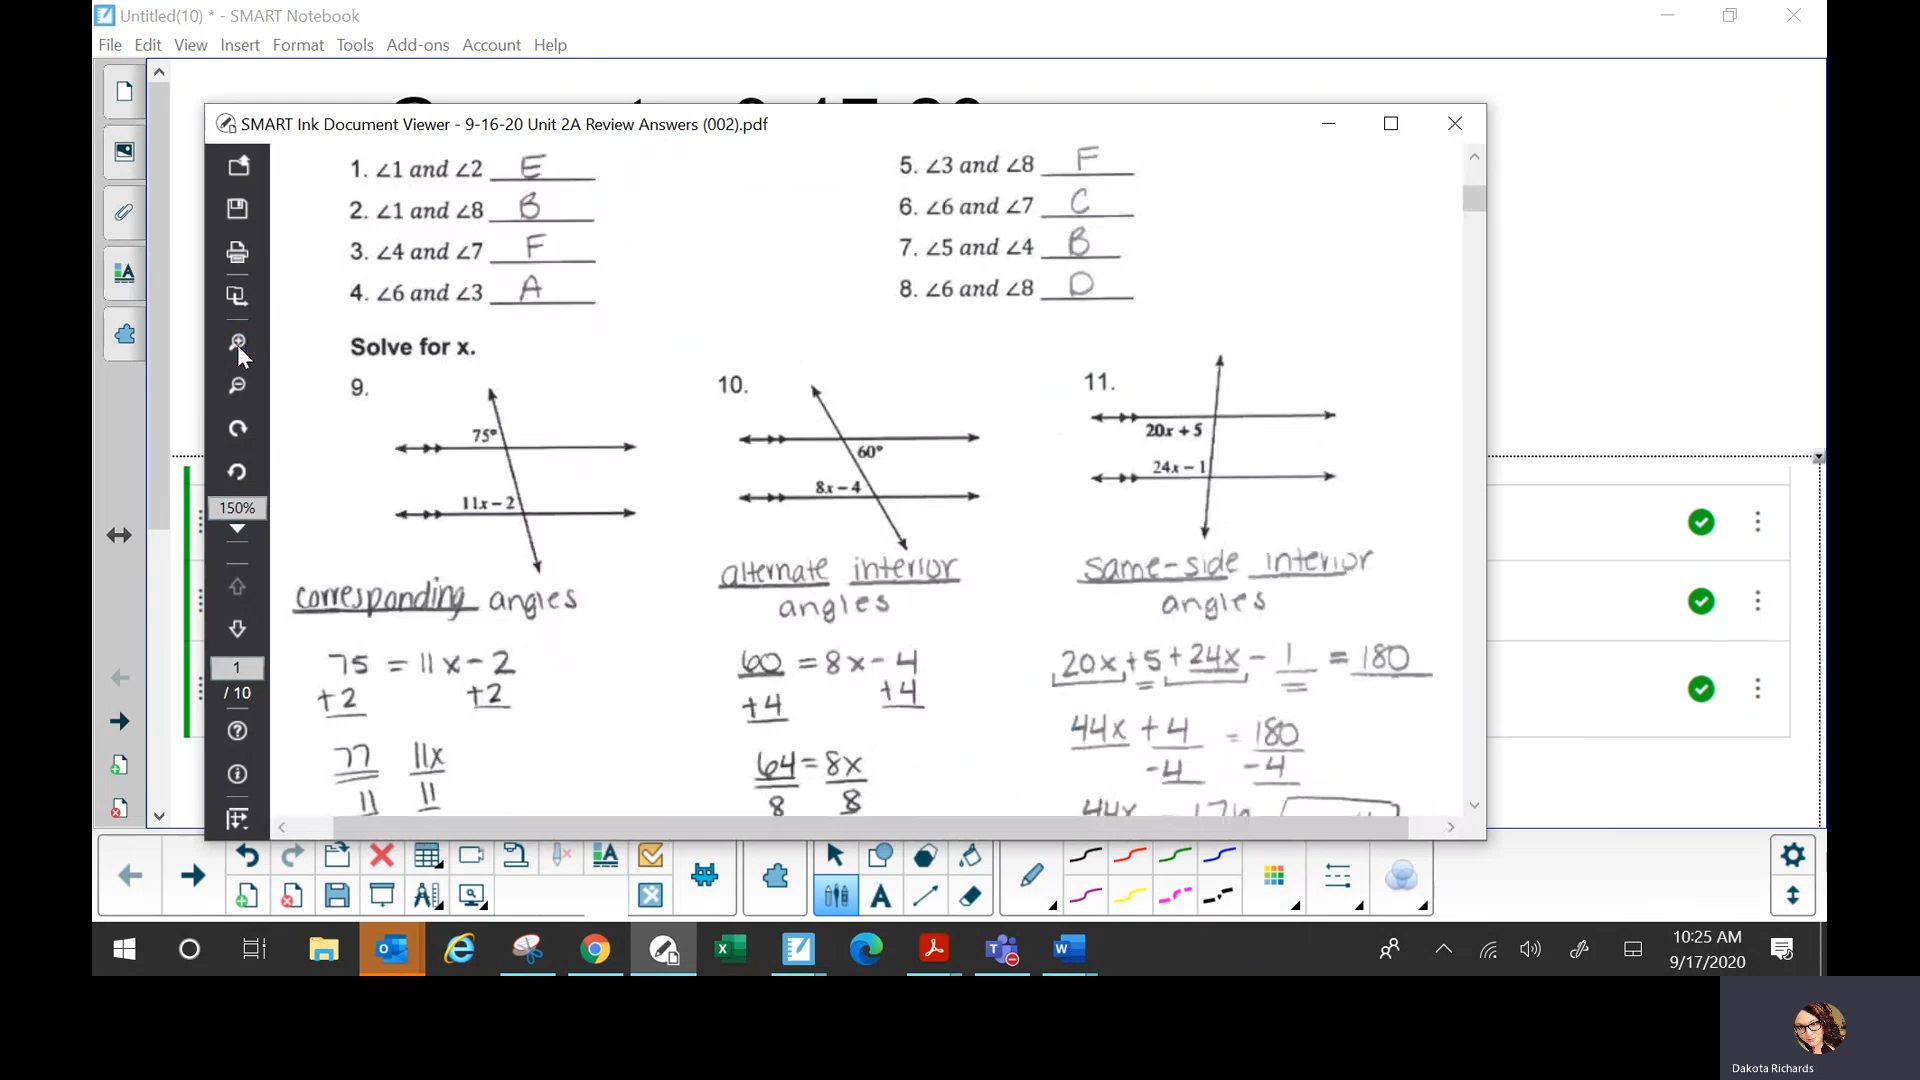 Untitled(10) * - SMART Notebook
File Edit View Insert Format Tools Add-ons Account Help
SMART Ink Document Viewer - 9-16-20 Unit 2A Review Answers (002).pdf
1. ∠1 and ∠2 E
2. ∠1 and ∠8 B
3. ∠4 and ∠7 F
4. ∠6 and ∠3 A
5. ∠3 and ∠8 F
6. ∠6 and ∠7 C
7. ∠5 and ∠4 B
8. ∠6 and ∠8 D
Solve for x.
9.
75°
11x – 2
corresponding angles
75 = 11x - 2
+2 +2
77 11x
11 11
10.
60°
8x – 4
alternate interior
angles
60 = 8x - 4
+4 +4
64 = 8x
8 8
11.
20x + 5
24x – 1
same-side interior
angles
20x + 5 + 24x - 1 = 180
44x + 4 = 180
-4 -4
44x 176
150%
1
/ 10
10:25 AM
9/17/2020
Dakota Richards